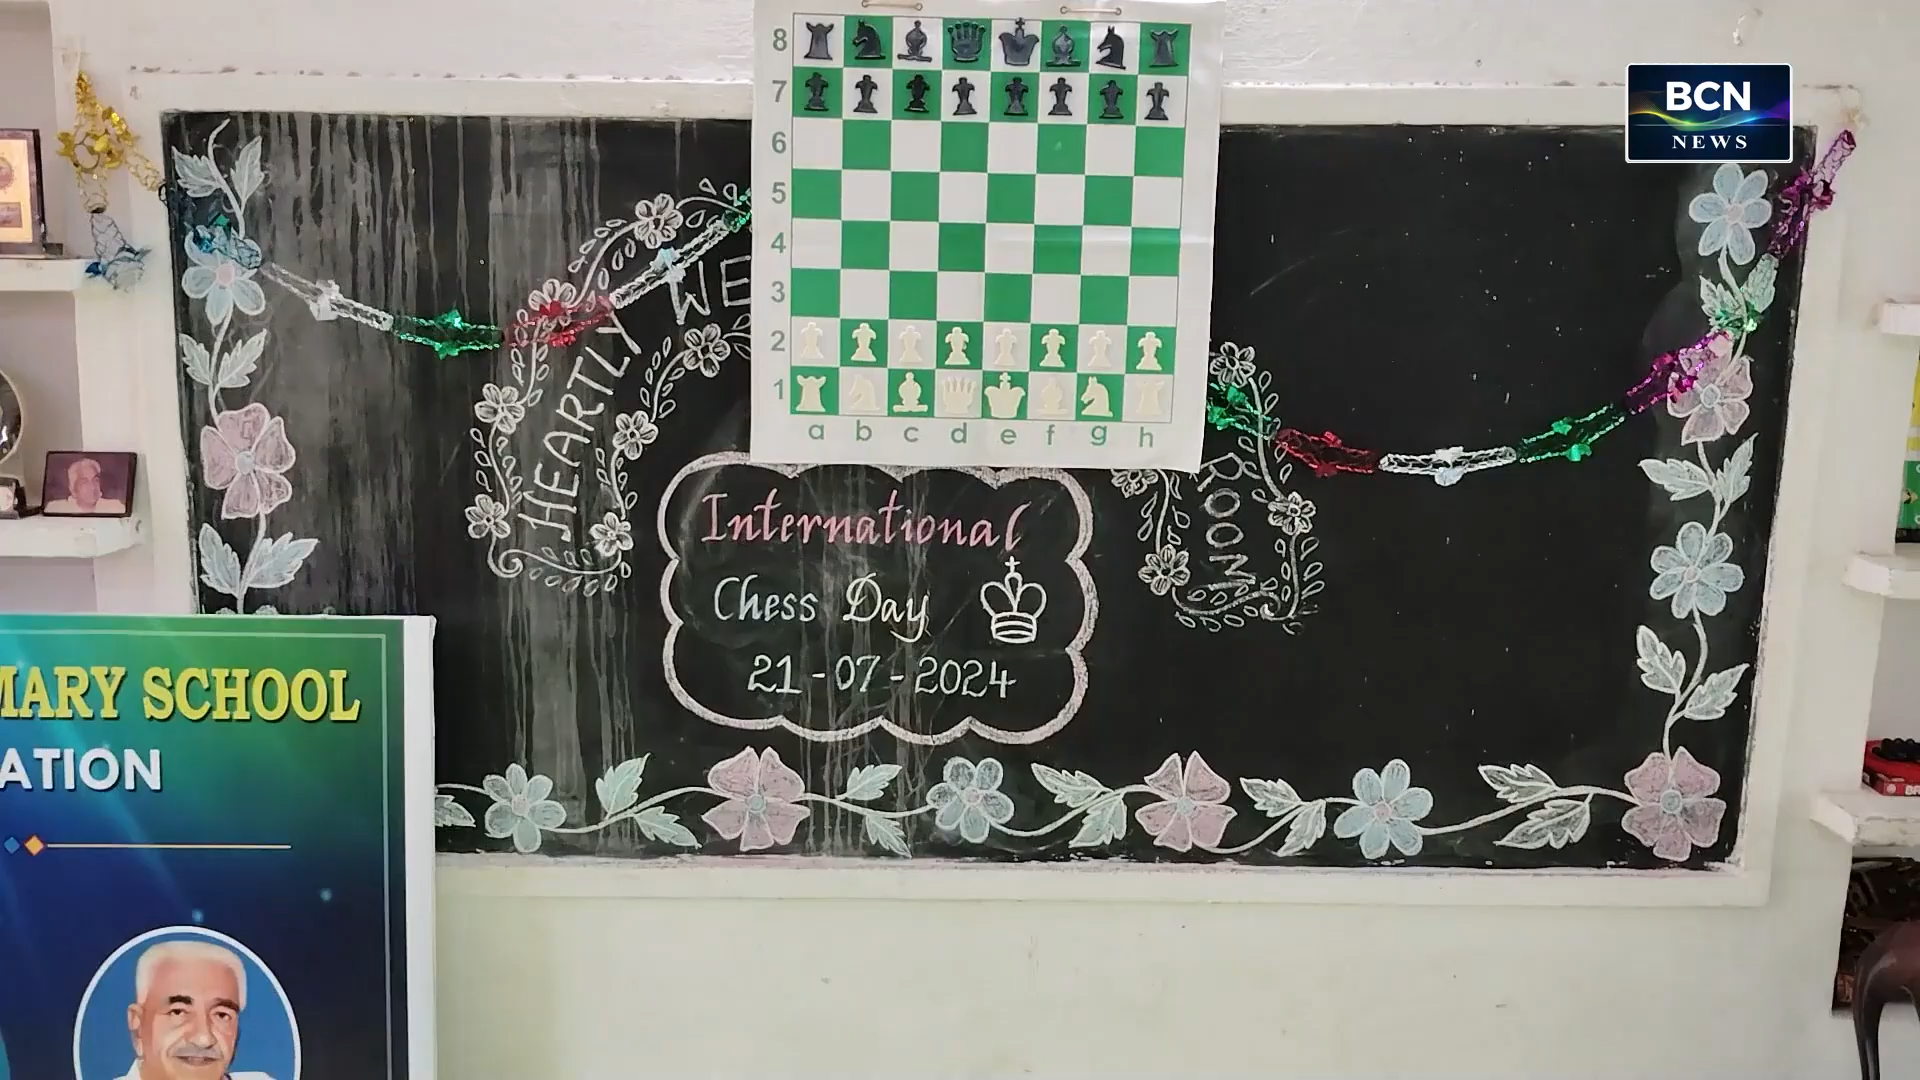 8
7
6
5
4
3
2
1
a b c d e f g h
BCN
NEWS
HEARTLY
WE
ROOM
International
Chess Day
21-07-2024
MARY SCHOOL
ATION